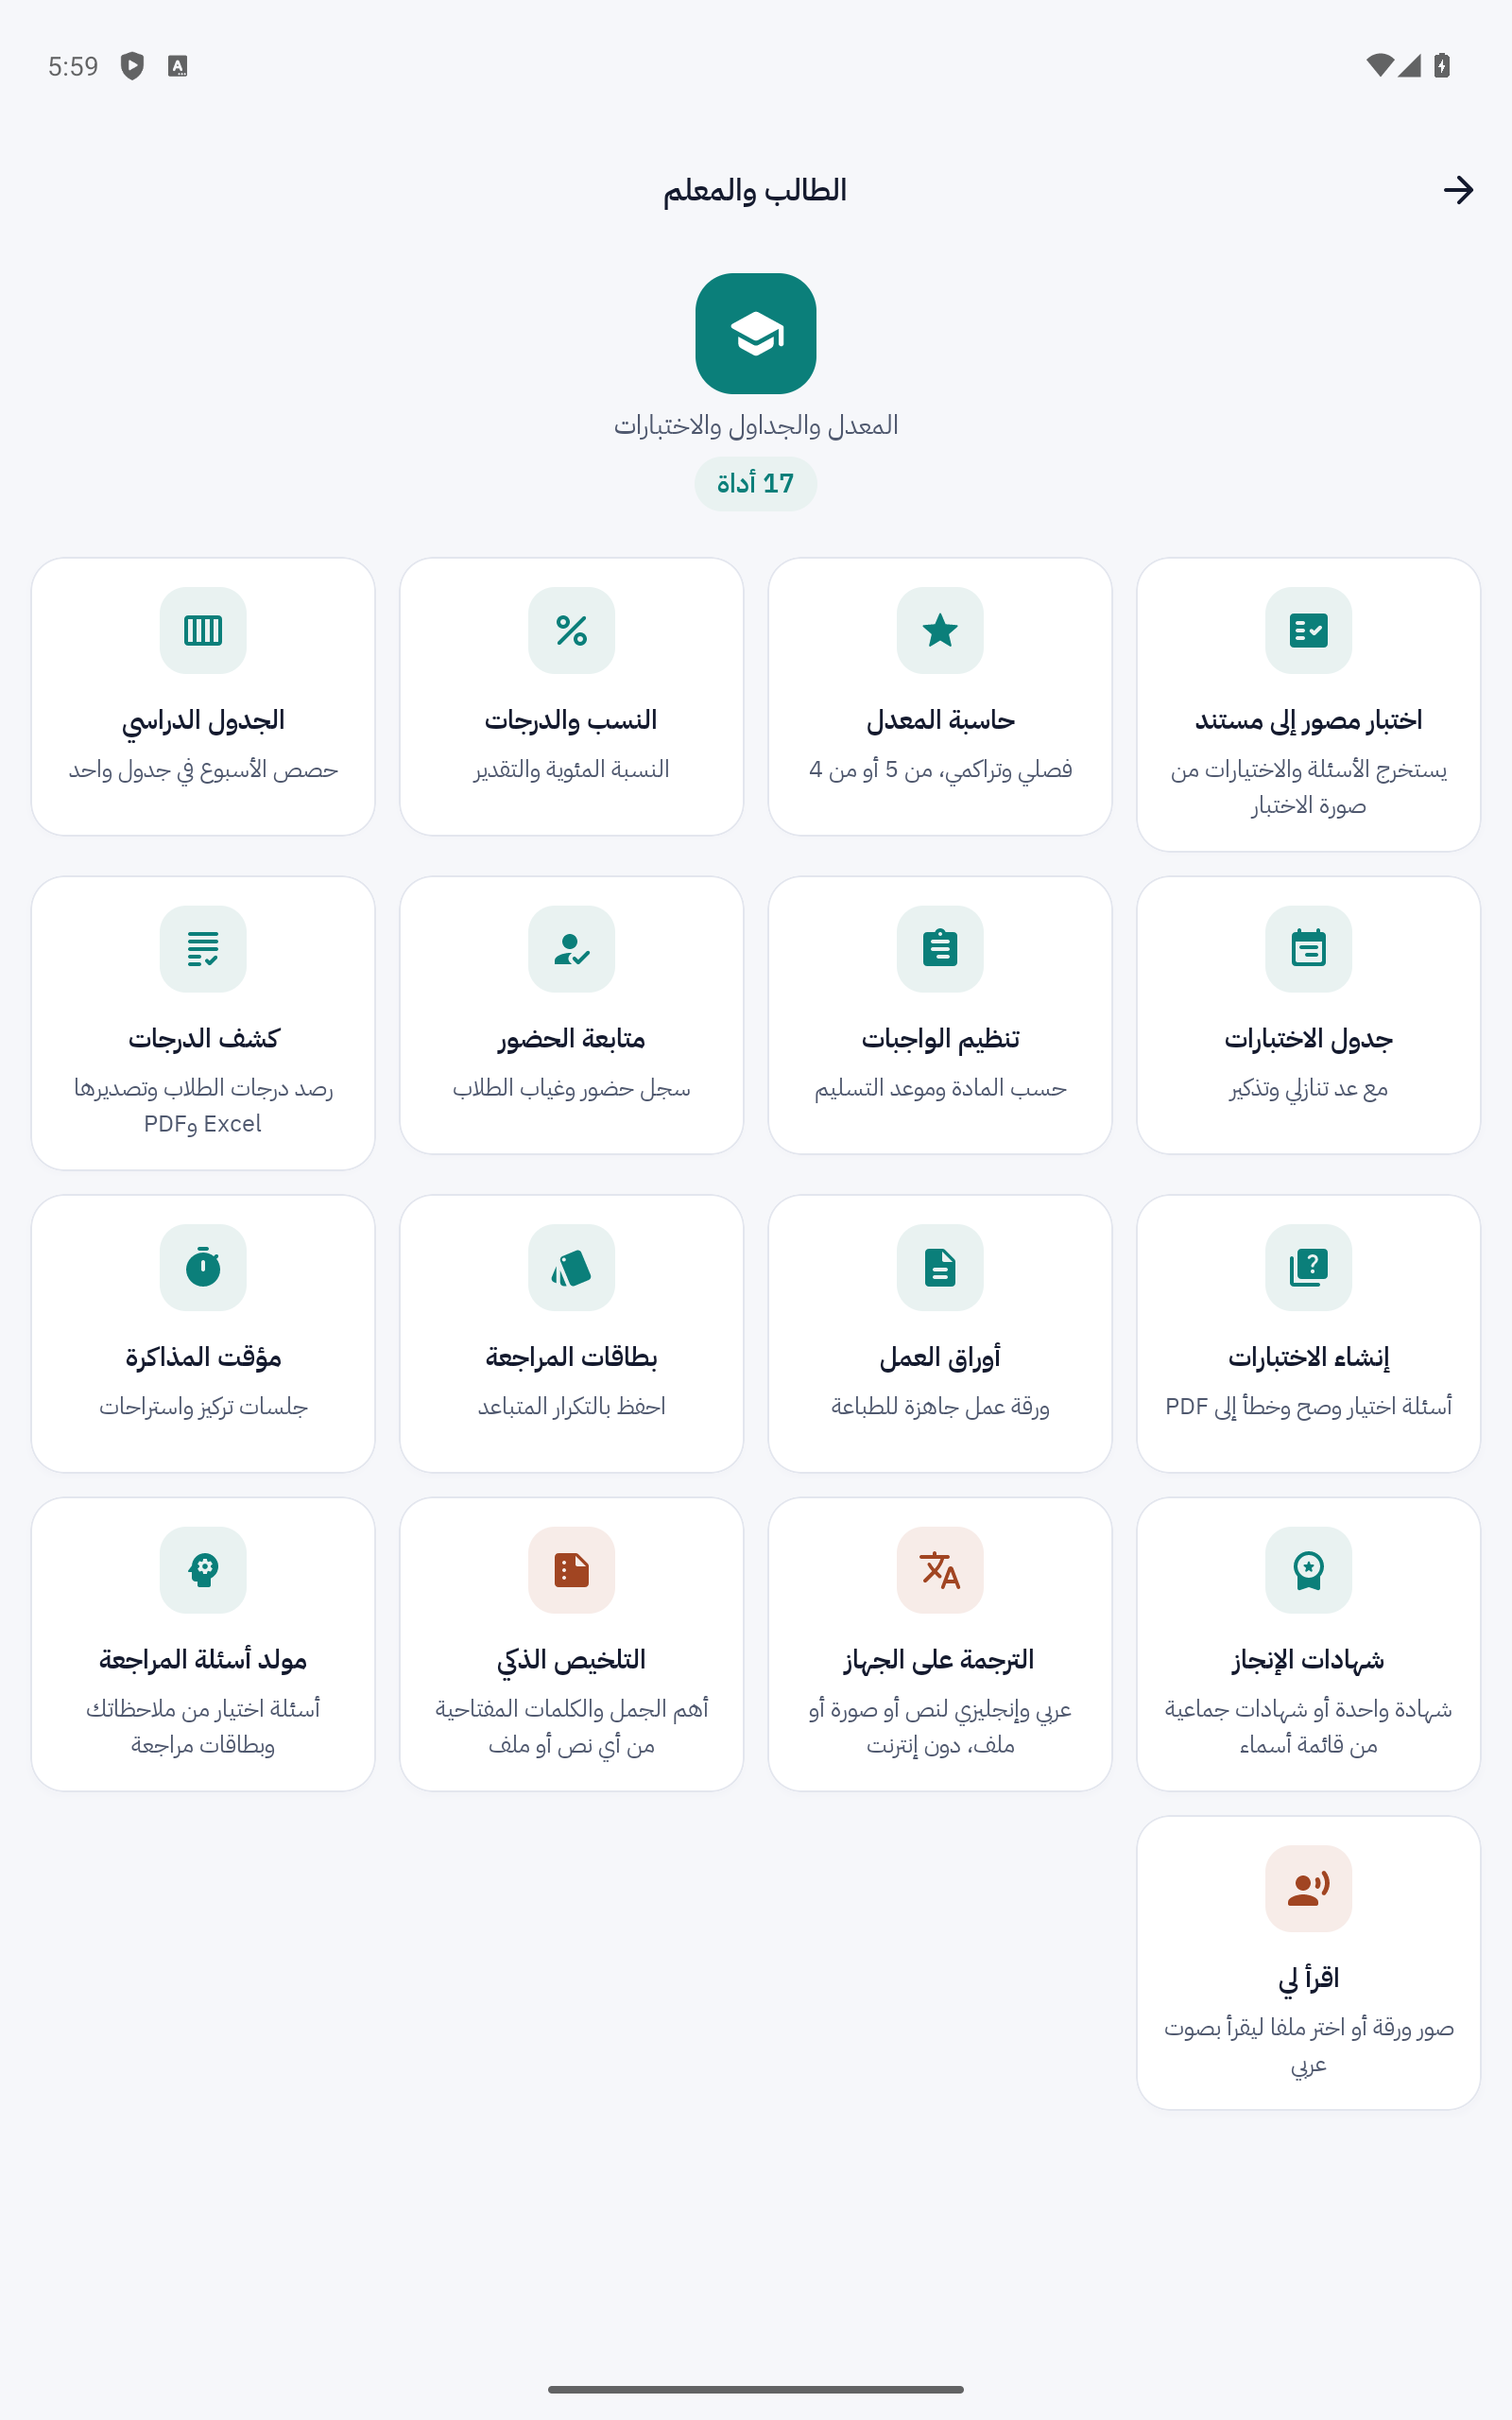 5:59
الطالب والمعلم
المعدل والجداول والاختبارات
17 أداة
اختبار مصور إلى مستند
يستخرج الأسئلة والاختيارات من
صورة الاختبار
حاسبة المعدل
فصلي وتراكمي، من 5 أو من 4
النسب والدرجات
النسبة المئوية والتقدير
الجدول الدراسي
حصص الأسبوع في جدول واحد
جدول الاختبارات
مع عد تنازلي وتذكير
تنظيم الواجبات
حسب المادة وموعد التسليم
متابعة الحضور
سجل حضور وغياب الطلاب
كشف الدرجات
رصد درجات الطلاب وتصديرها
Excel وPDF
إنشاء الاختبارات
أسئلة اختيار وصح وخطأ إلى PDF
أوراق العمل
ورقة عمل جاهزة للطباعة
بطاقات المراجعة
احفظ بالتكرار المتباعد
مؤقت المذاكرة
جلسات تركيز واستراحات
شهادات الإنجاز
شهادة واحدة أو شهادات جماعية
من قائمة أسماء
الترجمة على الجهاز
عربي وإنجليزي لنص أو صورة أو
ملف، دون إنترنت
التلخيص الذكي
أهم الجمل والكلمات المفتاحية
من أي نص أو ملف
مولد أسئلة المراجعة
أسئلة اختيار من ملاحظاتك
وبطاقات مراجعة
اقرأ لي
صور ورقة أو اختر ملفا ليقرأ بصوت
عربي